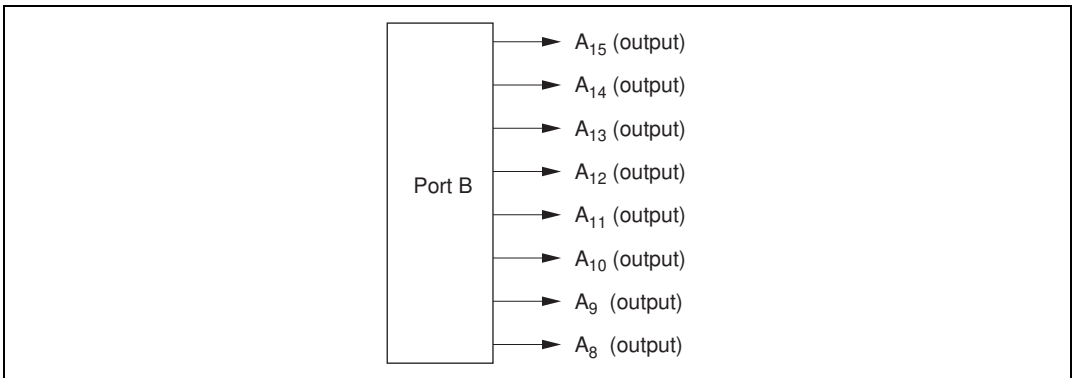 A15 (output)
A14 (output)
A13 (output)
A12 (output)
Port B
A11 (output)
A10 (output)
A9 (output)
A8 (output)